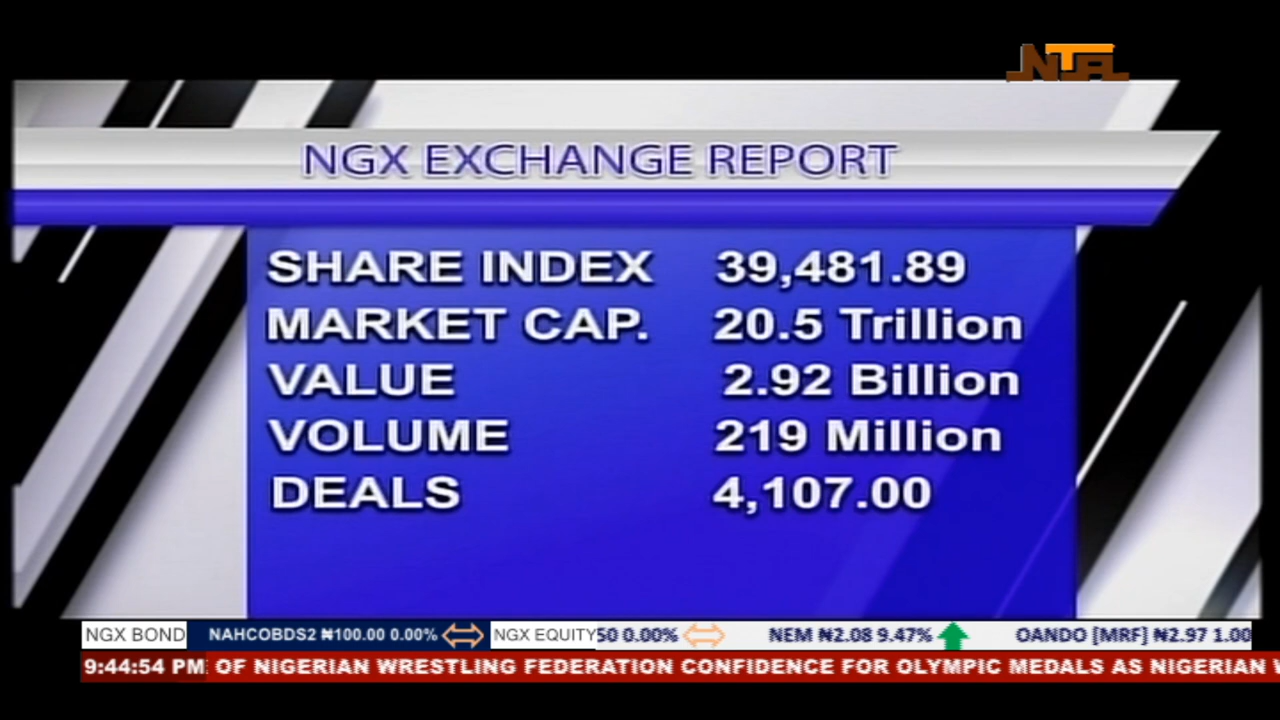 NTA
NGX EXCHANGE REPORT
SHARE INDEX 39,481.89
MARKET CAP. 20.5 Trillion
VALUE 2.92 Billion
VOLUME 219 Million
DEALS 4,107.00
NGX BOND NAHCOBDS2 ₦100.00 0.00% NGX EQUITY 50 0.00% NEM ₦2.08 9.47% OANDO [MRF] ₦2.97 1.00
9:44:54 PM OF NIGERIAN WRESTLING FEDERATION CONFIDENCE FOR OLYMPIC MEDALS AS NIGERIAN